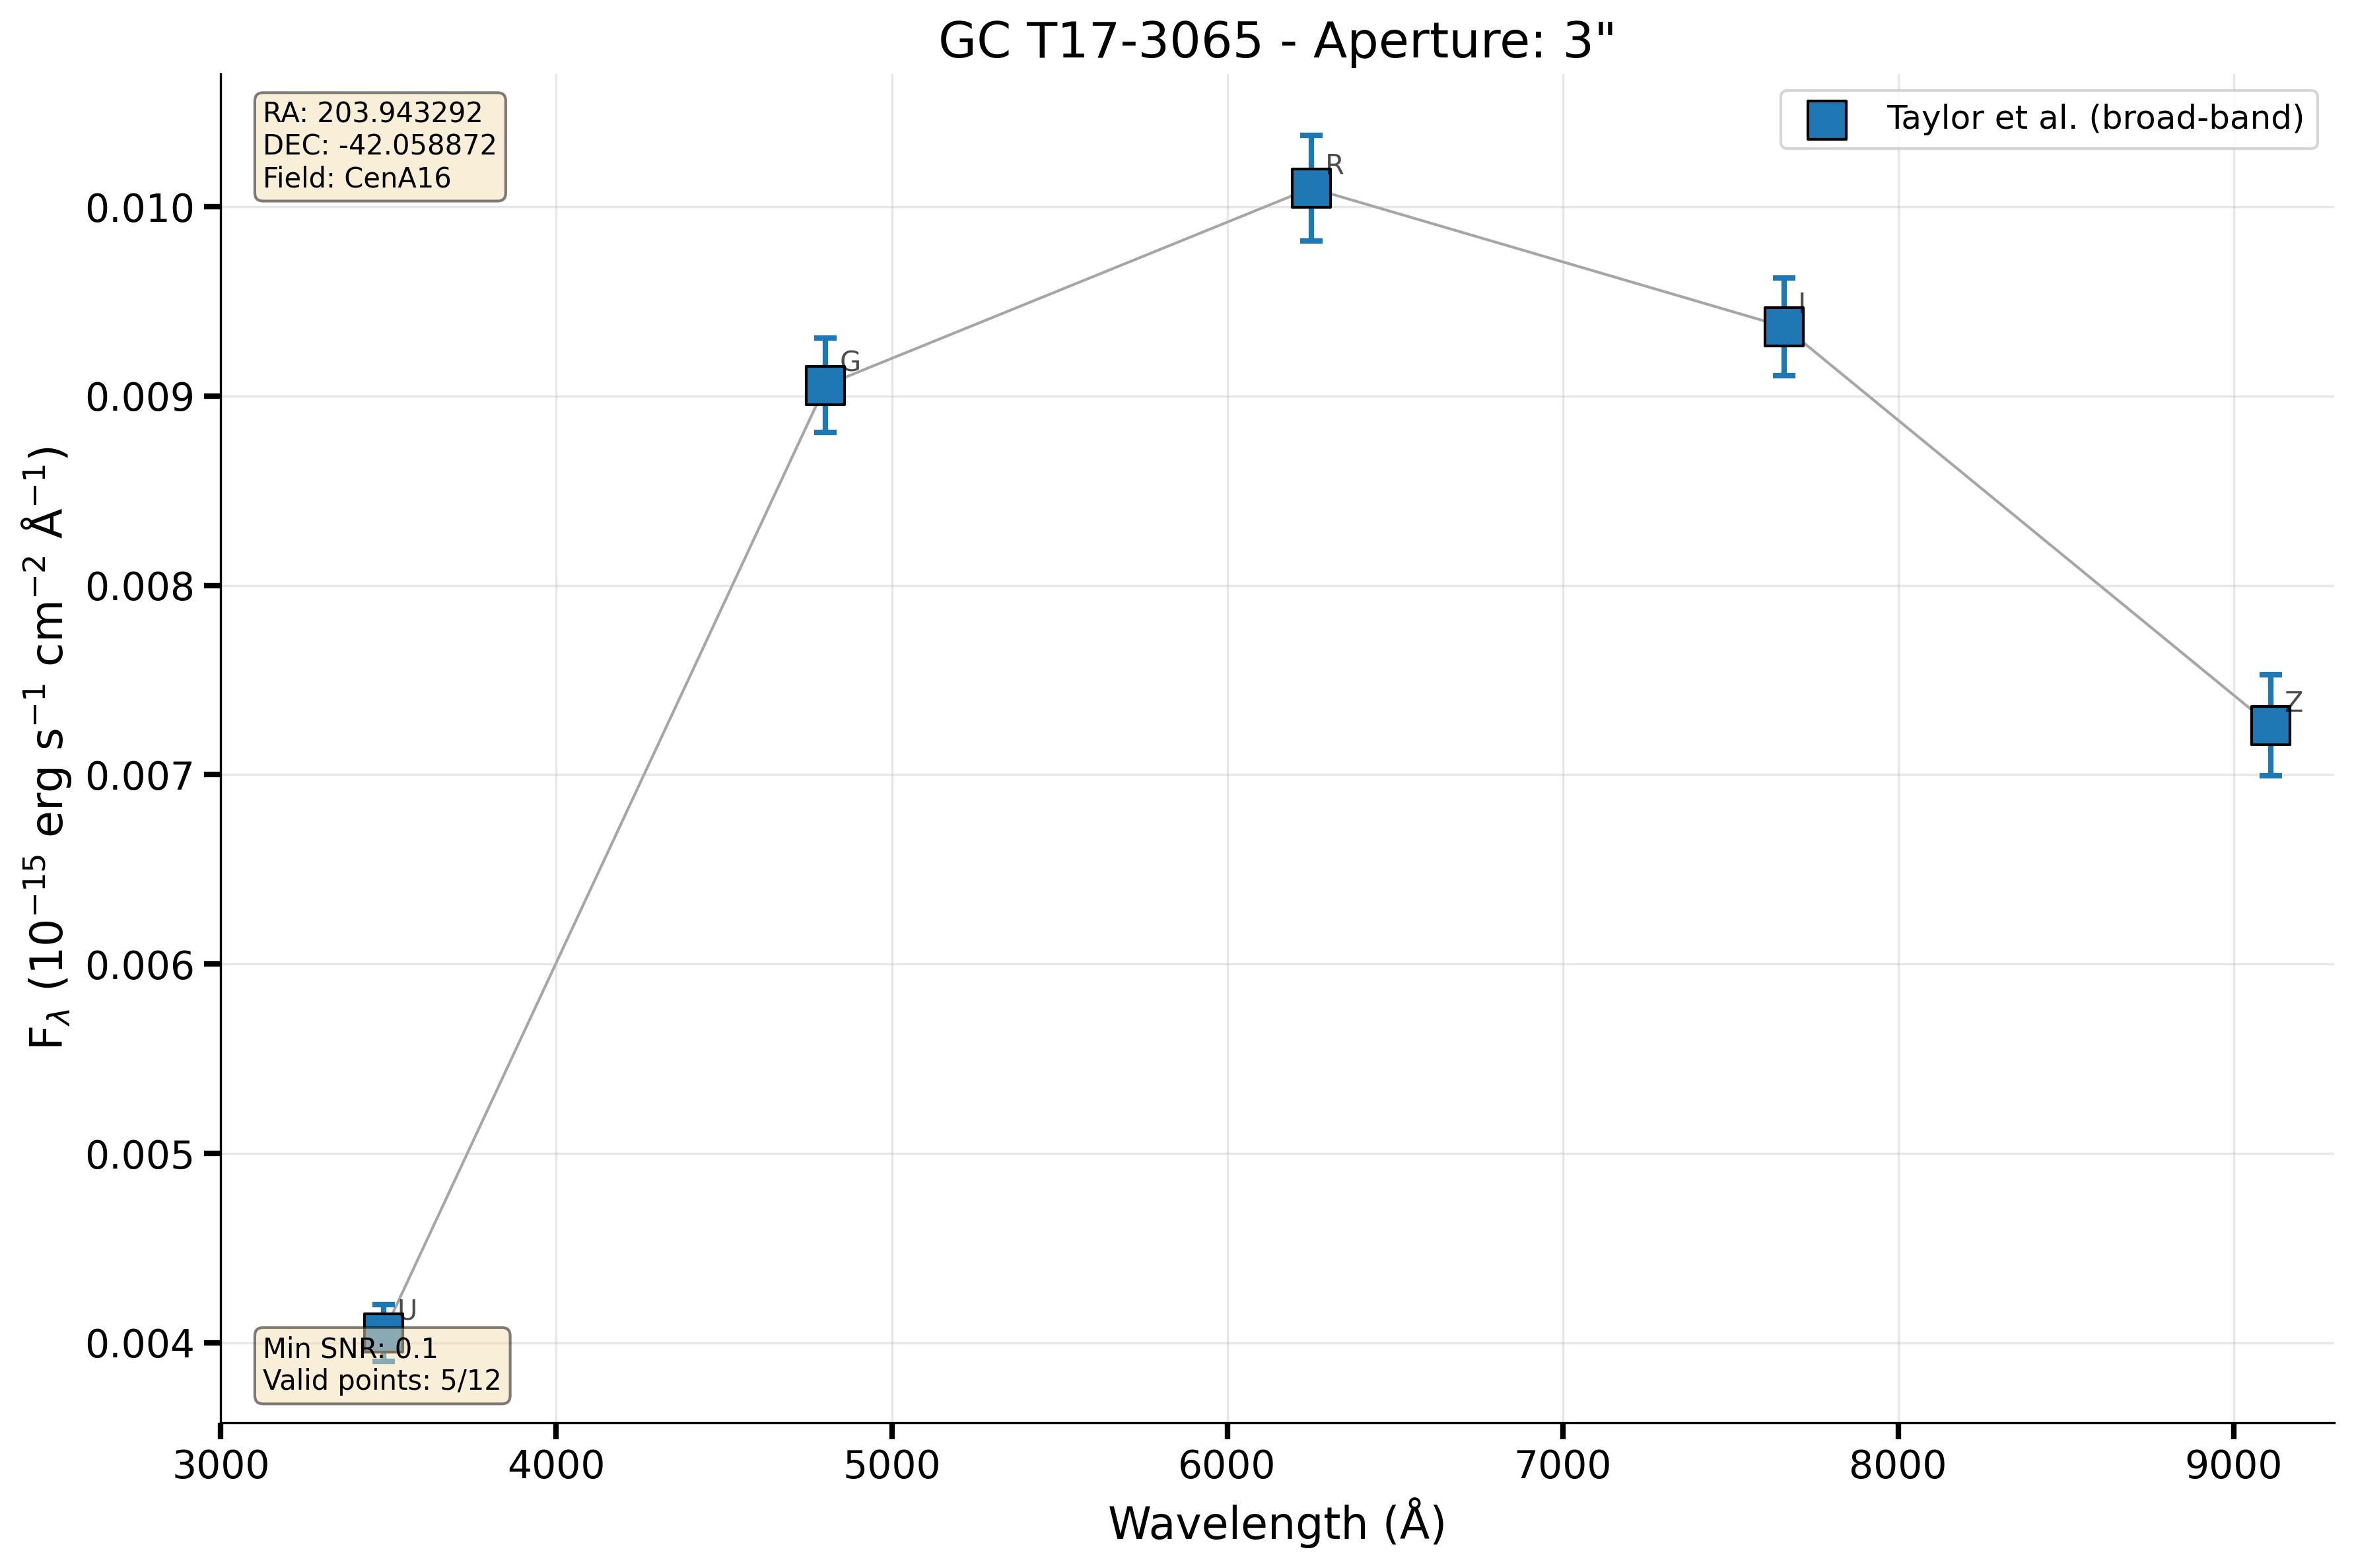 GC T17-3065 - Aperture: 3"
RA: 203.943292
DEC: -42.058872
Field: CenA16
Taylor et al. (broad-band)
R
I
G
Z
U
0.010
0.009
0.008
0.007
0.006
0.005
0.004
F_λ (10⁻¹⁵ erg s⁻¹ cm⁻² Å⁻¹)
Min SNR: 0.1
Valid points: 5/12
3000 4000 5000 6000 7000 8000 9000
Wavelength (Å)